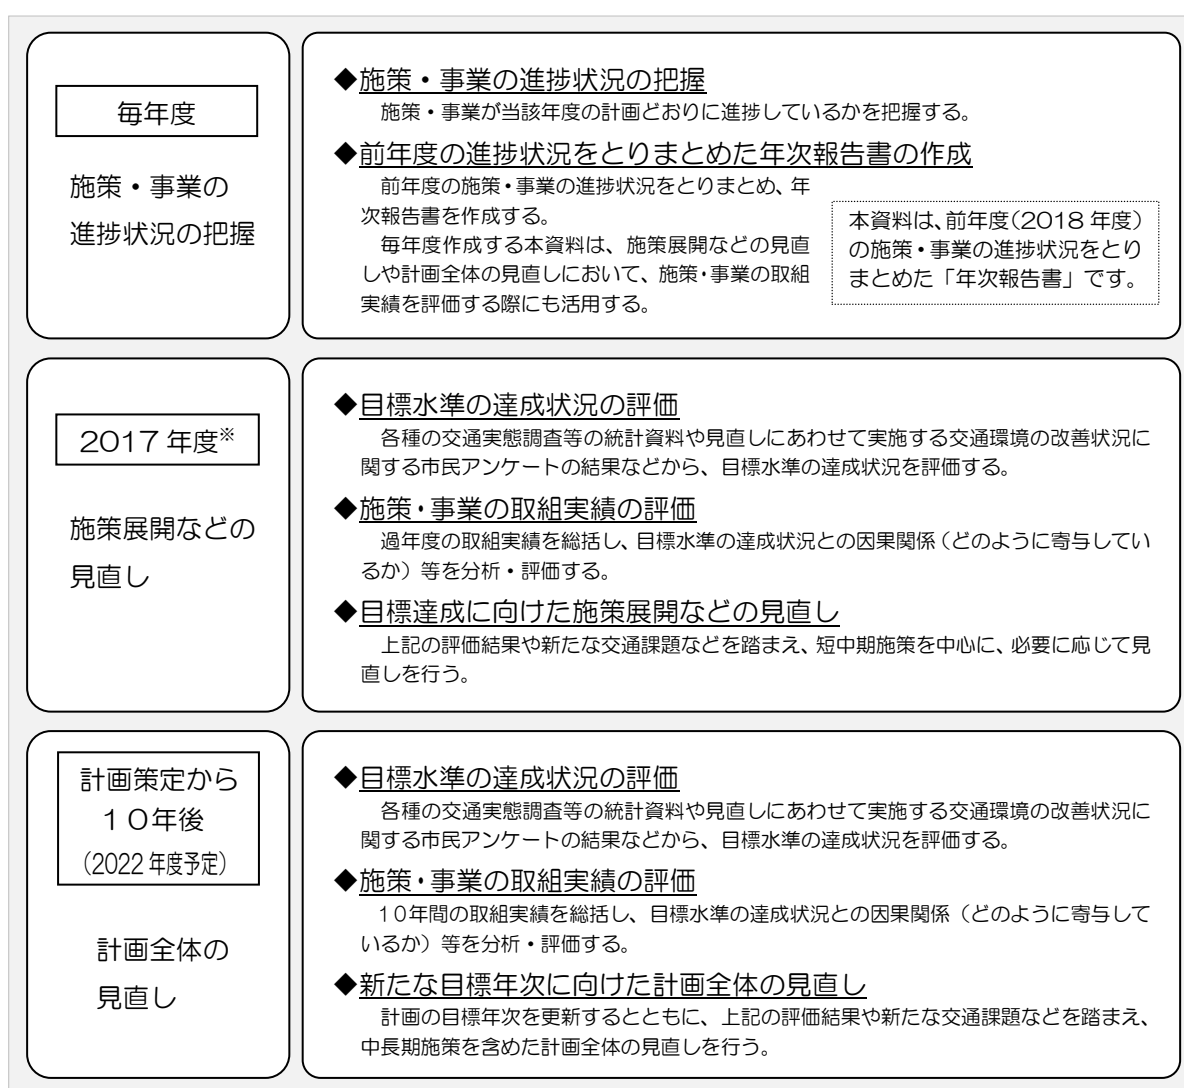 毎年度
施策・事業の
進捗状況の把握
◆施策・事業の進捗状況の把握
施策・事業が当該年度の計画どおりに進捗しているかを把握する。
◆前年度の進捗状況をとりまとめた年次報告書の作成
前年度の施策・事業の進捗状況をとりまとめ、年
次報告書を作成する。
毎年度作成する本資料は、施策展開などの見直
しや計画全体の見直しにおいて、施策・事業の取組
実績を評価する際にも活用する。
本資料は、前年度（2018 年度）
の施策・事業の進捗状況をとり
まとめた「年次報告書」です。
2017 年度※
施策展開などの
見直し
◆目標水準の達成状況の評価
各種の交通実態調査等の統計資料や見直しにあわせて実施する交通環境の改善状況に
関する市民アンケートの結果などから、目標水準の達成状況を評価する。
◆施策・事業の取組実績の評価
過年度の取組実績を総括し、目標水準の達成状況との因果関係（どのように寄与してい
るか）等を分析・評価する。
◆目標達成に向けた施策展開などの見直し
上記の評価結果や新たな交通課題などを踏まえ、短中期施策を中心に、必要に応じて見
直しを行う。
計画策定から
１０年後
（2022 年度予定）
計画全体の
見直し
◆目標水準の達成状況の評価
各種の交通実態調査等の統計資料や見直しにあわせて実施する交通環境の改善状況に
関する市民アンケートの結果などから、目標水準の達成状況を評価する。
◆施策・事業の取組実績の評価
１０年間の取組実績を総括し、目標水準の達成状況との因果関係（どのように寄与して
いるか）等を分析・評価する。
◆新たな目標年次に向けた計画全体の見直し
計画の目標年次を更新するとともに、上記の評価結果や新たな交通課題などを踏まえ、
中長期施策を含めた計画全体の見直しを行う。